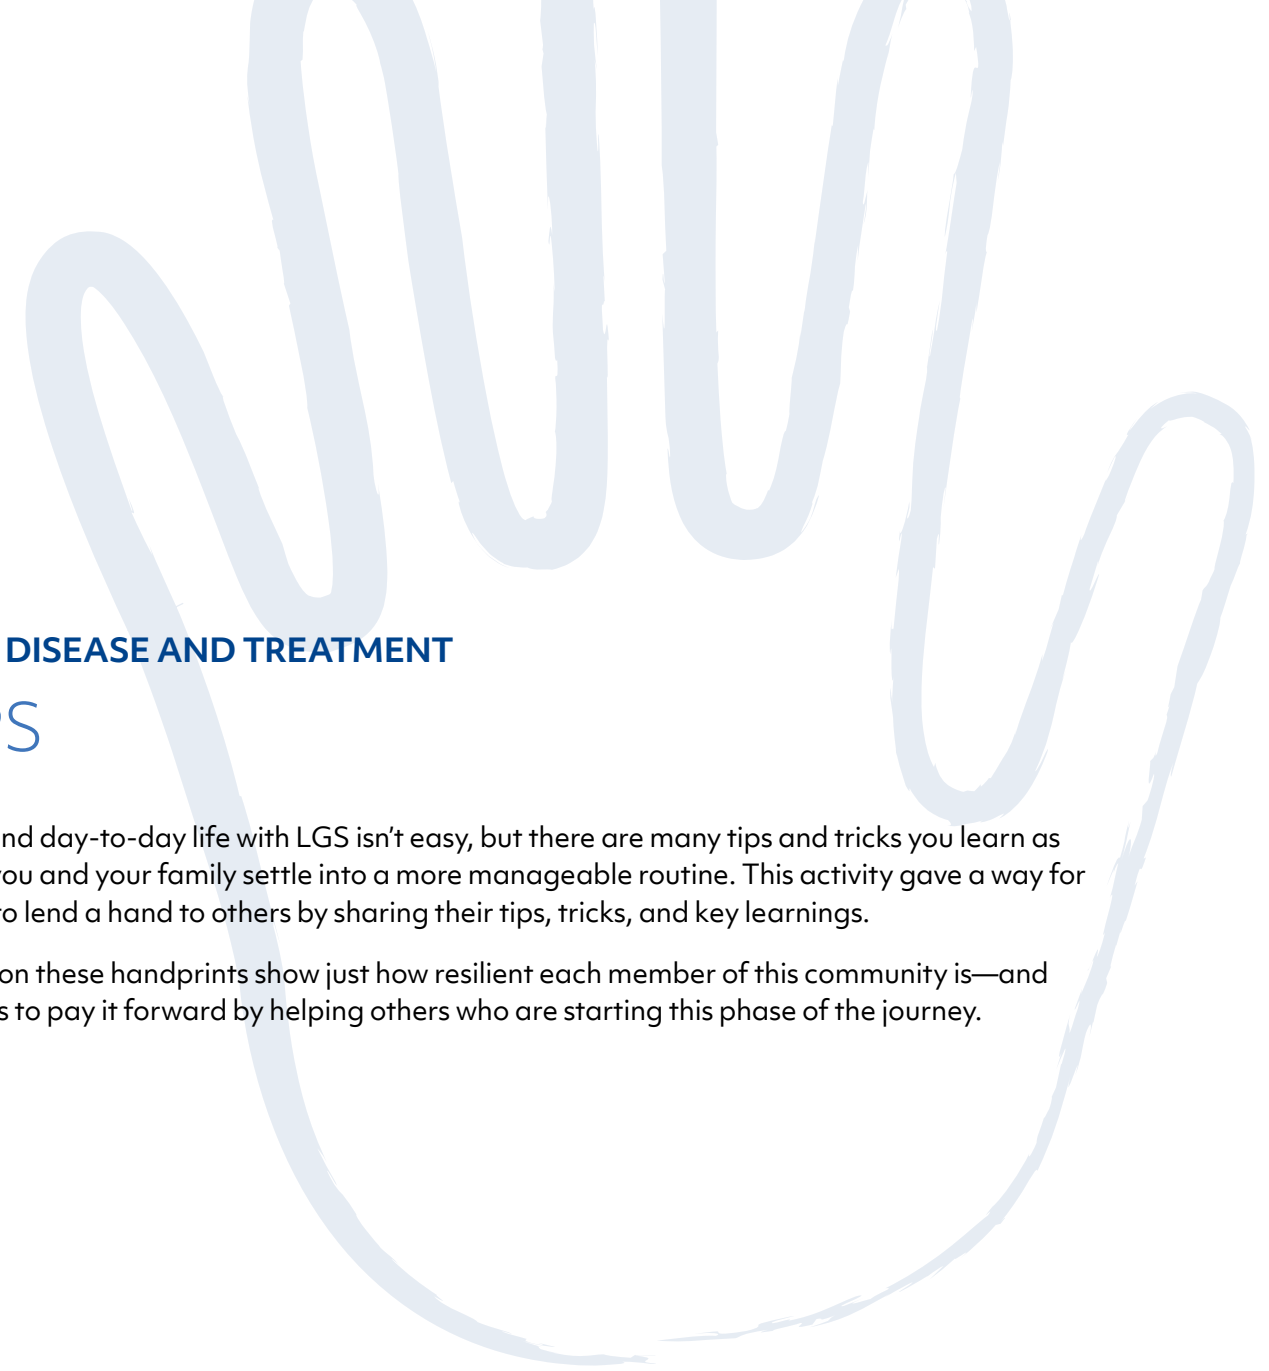 DISEASE AND TREATMENT
S
nd day-to-day life with LGS isn’t easy, but there are many tips and tricks you learn as
ou and your family settle into a more manageable routine. This activity gave a way for
o lend a hand to others by sharing their tips, tricks, and key learnings.
on these handprints show just how resilient each member of this community is—and
s to pay it forward by helping others who are starting this phase of the journey.